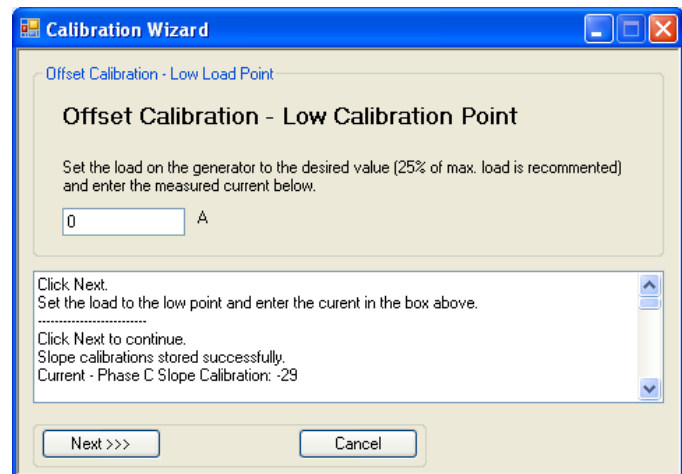 Calibration Wizard
Offset Calibration - Low Load Point
Offset Calibration - Low Calibration Point
Set the load on the generator to the desired value (25% of max. load is recommented)
and enter the measured current below.
0 A
Click Next.
Set the load to the low point and enter the curent in the box above.
--------------------------
Click Next to continue.
Slope calibrations stored successfully.
Current - Phase C Slope Calibration: -29
Next >>> Cancel